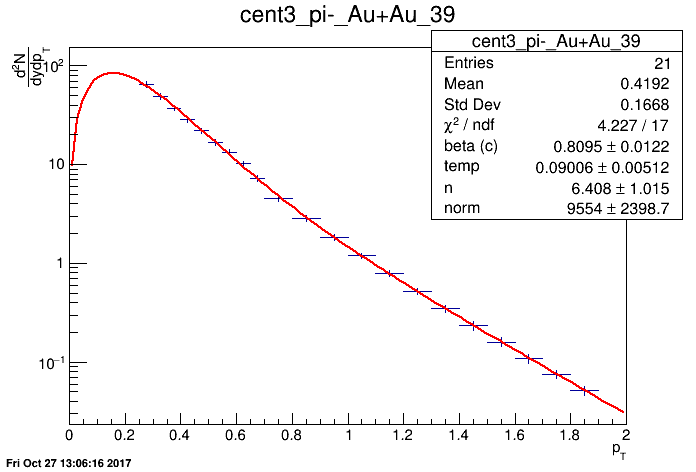 cent3_pi-_Au+Au_39
cent3_pi-_Au+Au_39
Entries 21
Mean 0.4192
Std Dev 0.1668
χ² / ndf 4.227 / 17
beta (c) 0.8095 ± 0.0122
temp 0.09006 ± 0.00512
n 6.408 ± 1.015
norm 9554 ± 2398.7
d²N
dydp_T
10²
10
1
10⁻¹
0 0.2 0.4 0.6 0.8 1 1.2 1.4 1.6 1.8 2
p_T
Fri Oct 27 13:06:16 2017